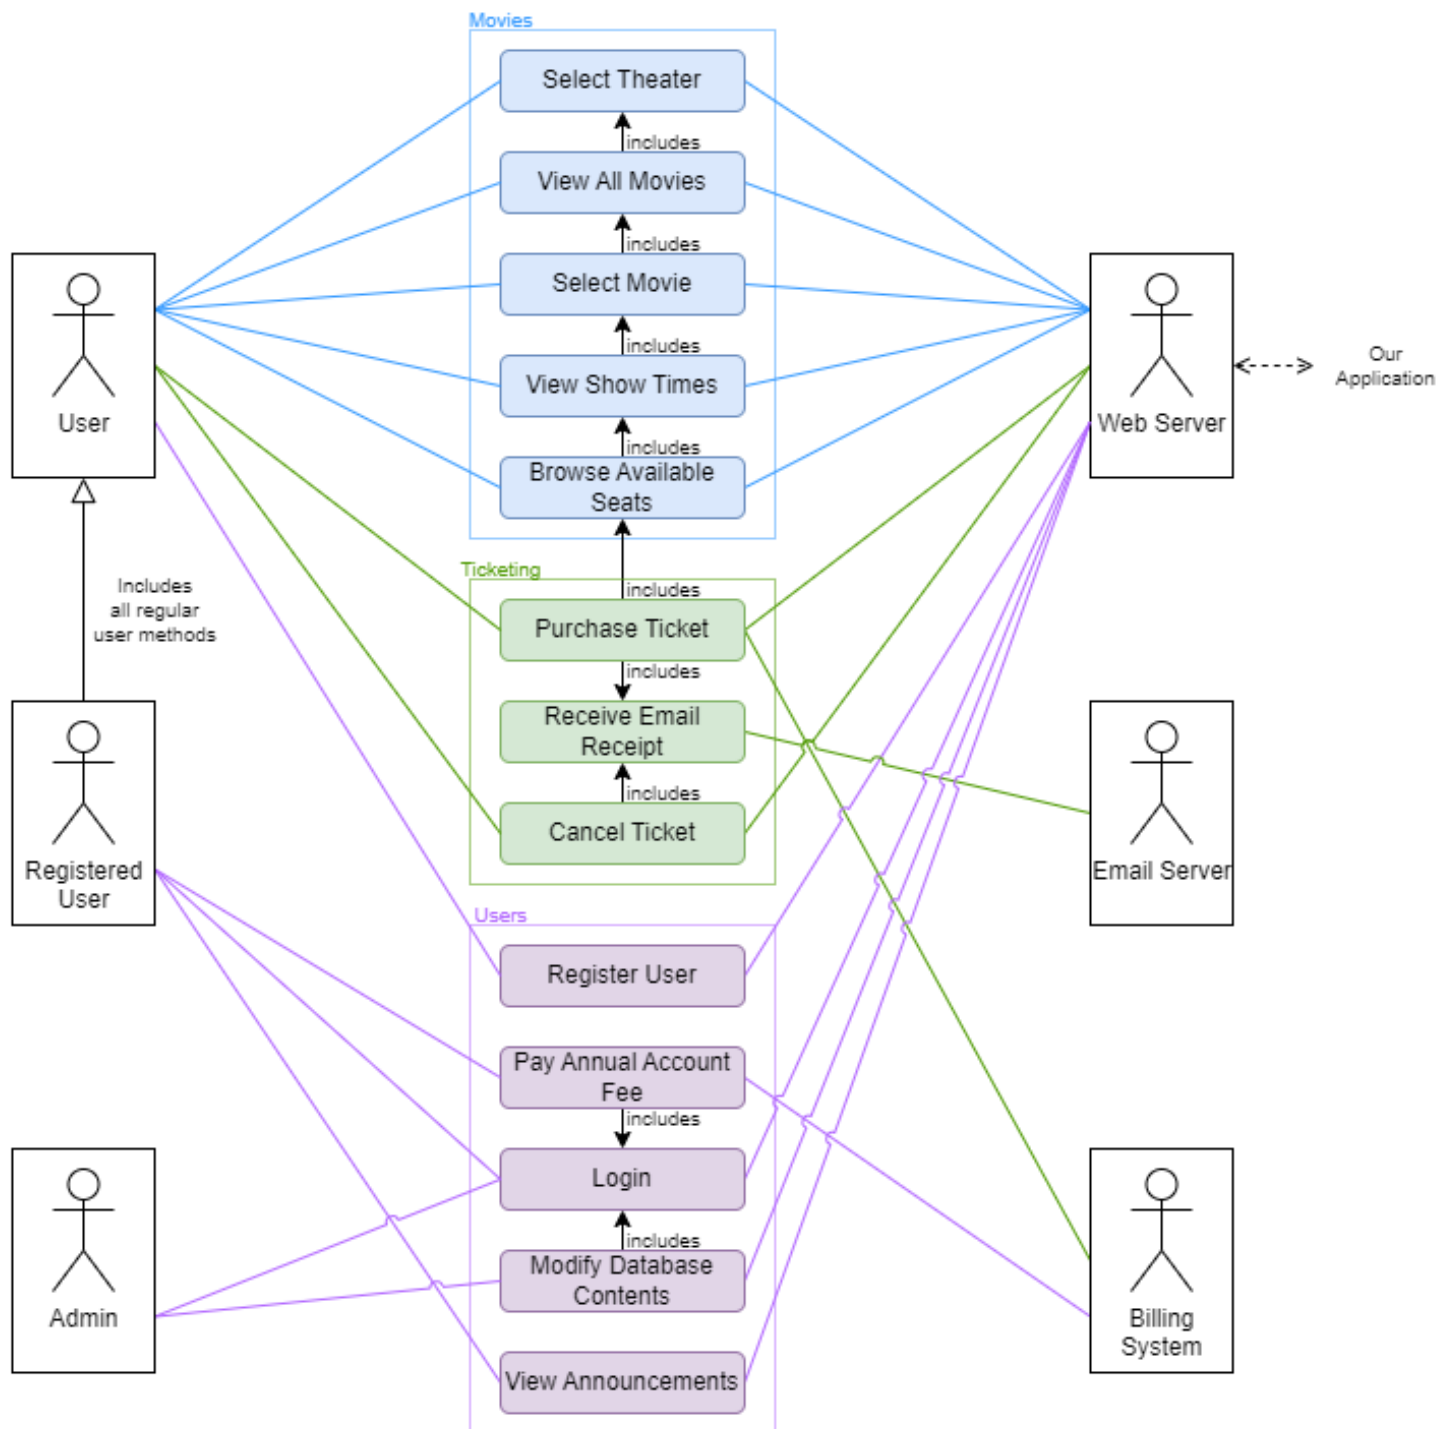 Movies
Select Theater
includes
View All Movies
includes
Select Movie
includes
View Show Times
includes
Browse Available
Seats
User
Web Server
Our
Application
Includes
all regular
user methods
Ticketing
includes
Purchase Ticket
includes
Receive Email
Receipt
includes
Cancel Ticket
Registered
User
Email Server
Users
Register User
Pay Annual Account
Fee
includes
Login
includes
Modify Database
Contents
View Announcements
Admin
Billing
System